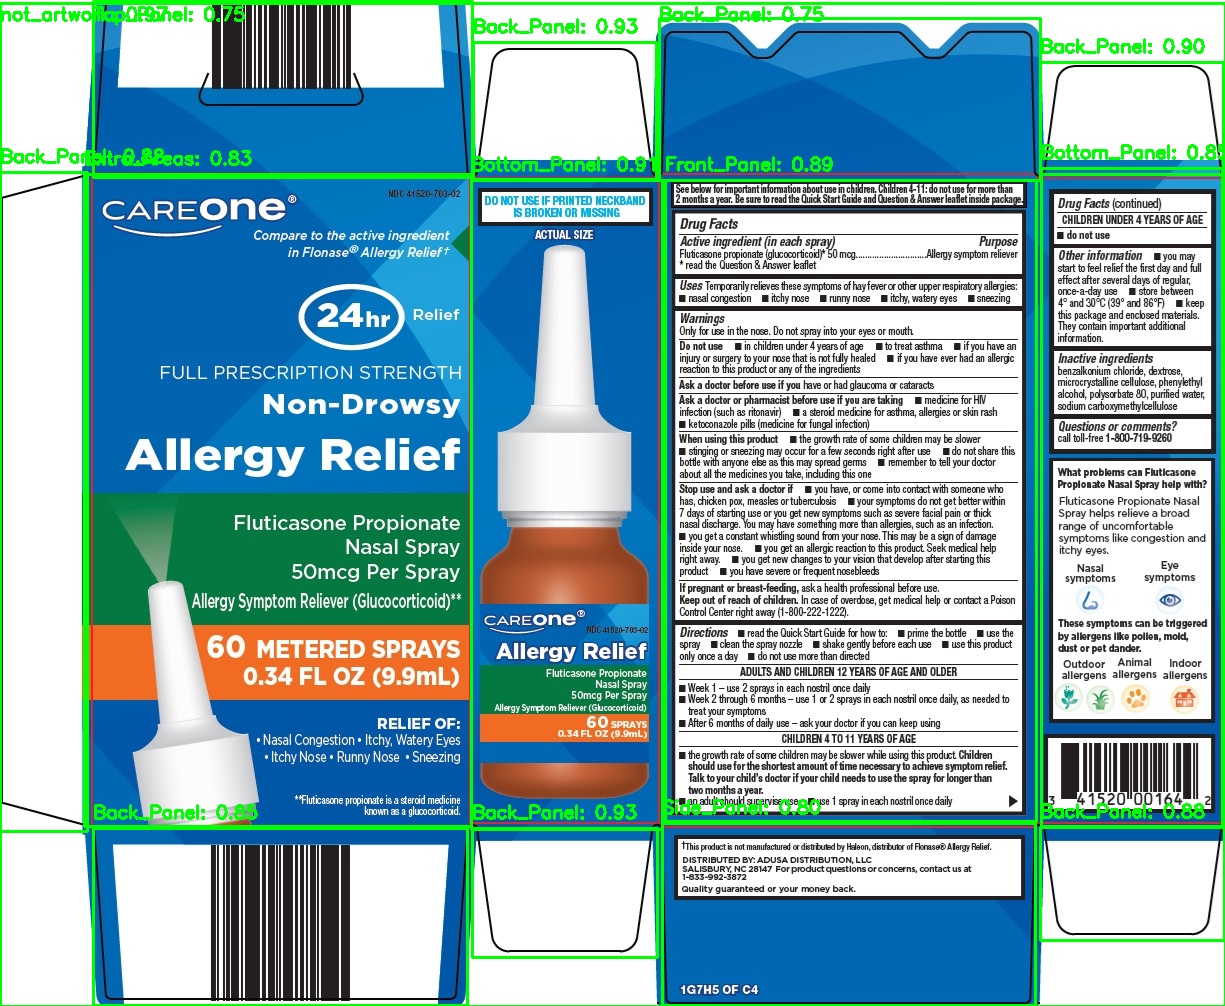 not_artwork: 0.97
Back_Panel: 0.93
Back_Panel: 0.75
Back_Panel: 0.90
Bottom_Panel: 0.91
Front_Panel: 0.89
NDC 41520-703-02
CAREONE®
Compare to the active ingredient
in Flonase® Allergy Relief†
24hr Relief
FULL PRESCRIPTION STRENGTH
Non-Drowsy
Allergy Relief
Fluticasone Propionate
Nasal Spray
50mcg Per Spray
Allergy Symptom Reliever (Glucocorticoid)**
60 METERED SPRAYS
0.34 FL OZ (9.9mL)
RELIEF OF:
• Nasal Congestion • Itchy, Watery Eyes
• Itchy Nose • Runny Nose • Sneezing
**Fluticasone propionate is a steroid medicine
known as a glucocorticoid.
DO NOT USE IF PRINTED NECKBAND
IS BROKEN OR MISSING
ACTUAL SIZE
CAREONE®
NDC 41520-703-02
Allergy Relief
Fluticasone Propionate
Nasal Spray
50mcg Per Spray
Allergy Symptom Reliever (Glucocorticoid)
60 SPRAYS
0.34 FL OZ (9.9mL)
See below for important information about use in children. Children 4-11: do not use for more than
2 months a year. Be sure to read the Quick Start Guide and Question & Answer leaflet inside package.
Drug Facts
Active ingredient (in each spray) Purpose
Fluticasone propionate (glucocorticoid)* 50 mcg.............................Allergy symptom reliever
* read the Question & Answer leaflet
Uses Temporarily relieves these symptoms of hay fever or other upper respiratory allergies:
■ nasal congestion ■ itchy nose ■ runny nose ■ itchy, watery eyes ■ sneezing
Warnings
Only for use in the nose. Do not spray into your eyes or mouth.
Do not use ■ in children under 4 years of age ■ to treat asthma ■ if you have an
injury or surgery to your nose that is not fully healed ■ if you have ever had an allergic
reaction to this product or any of the ingredients
Ask a doctor before use if you have or had glaucoma or cataracts
Ask a doctor or pharmacist before use if you are taking ■ medicine for HIV
infection (such as ritonavir) ■ a steroid medicine for asthma, allergies or skin rash
■ ketoconazole pills (medicine for fungal infection)
When using this product ■ the growth rate of some children may be slower
■ stinging or sneezing may occur for a few seconds right after use ■ do not share this
bottle with anyone else as this may spread germs ■ remember to tell your doctor
about all the medicines you take, including this one
Stop use and ask a doctor if ■ you have, or come into contact with someone who
has, chicken pox, measles or tuberculosis ■ your symptoms do not get better within
7 days of starting use or you get new symptoms such as severe facial pain or thick
nasal discharge. You may have something more than allergies, such as an infection.
■ you get a constant whistling sound from your nose. This may be a sign of damage
inside your nose. ■ you get an allergic reaction to this product. Seek medical help
right away. ■ you get new changes to your vision that develop after starting this
product ■ you have severe or frequent nosebleeds
If pregnant or breast-feeding, ask a health professional before use.
Keep out of reach of children. In case of overdose, get medical help or contact a Poison
Control Center right away (1-800-222-1222).
Directions ■ read the Quick Start Guide for how to: ■ prime the bottle ■ use the
spray ■ clean the spray nozzle ■ shake gently before each use ■ use this product
only once a day ■ do not use more than directed
ADULTS AND CHILDREN 12 YEARS OF AGE AND OLDER
■ Week 1 – use 2 sprays in each nostril once daily
■ Week 2 through 6 months – use 1 or 2 sprays in each nostril once daily, as needed to
treat your symptoms
■ After 6 months of daily use – ask your doctor if you can keep using
CHILDREN 4 TO 11 YEARS OF AGE
■ the growth rate of some children may be slower while using this product. Children
should use for the shortest amount of time necessary to achieve symptom relief.
Talk to your child's doctor if your child needs to use the spray for longer than
two months a year.
■ an adult should supervise use ■ use 1 spray in each nostril once daily
Drug Facts (continued)
CHILDREN UNDER 4 YEARS OF AGE
■ do not use
Other information ■ you may
start to feel relief the first day and full
effect after several days of regular,
once-a-day use ■ store between
4° and 30°C (39° and 86°F) ■ keep
this package and enclosed materials.
They contain important additional
information.
Inactive ingredients
benzalkonium chloride, dextrose,
microcrystalline cellulose, phenylethyl
alcohol, polysorbate 80, purified water,
sodium carboxymethylcellulose
Questions or comments?
call toll-free 1-800-719-9260
What problems can Fluticasone
Propionate Nasal Spray help with?
Fluticasone Propionate Nasal
Spray helps relieve a broad
range of uncomfortable
symptoms like congestion and
itchy eyes.
Nasal
symptoms
Eye
symptoms
These symptoms can be triggered
by allergens like pollen, mold,
dust or pet dander.
Outdoor
allergens
Animal
allergens
Indoor
allergens
3 41520 00164 2
Back_Panel: 0.93
Side_Panel: 0.80
Back_Panel: 0.88
†This product is not manufactured or distributed by Haleon, distributor of Flonase® Allergy Relief.
DISTRIBUTED BY: ADUSA DISTRIBUTION, LLC
SALISBURY, NC 28147 For product questions or concerns, contact us at
1-833-992-3872
Quality guaranteed or your money back.
1G7H5 OF C4